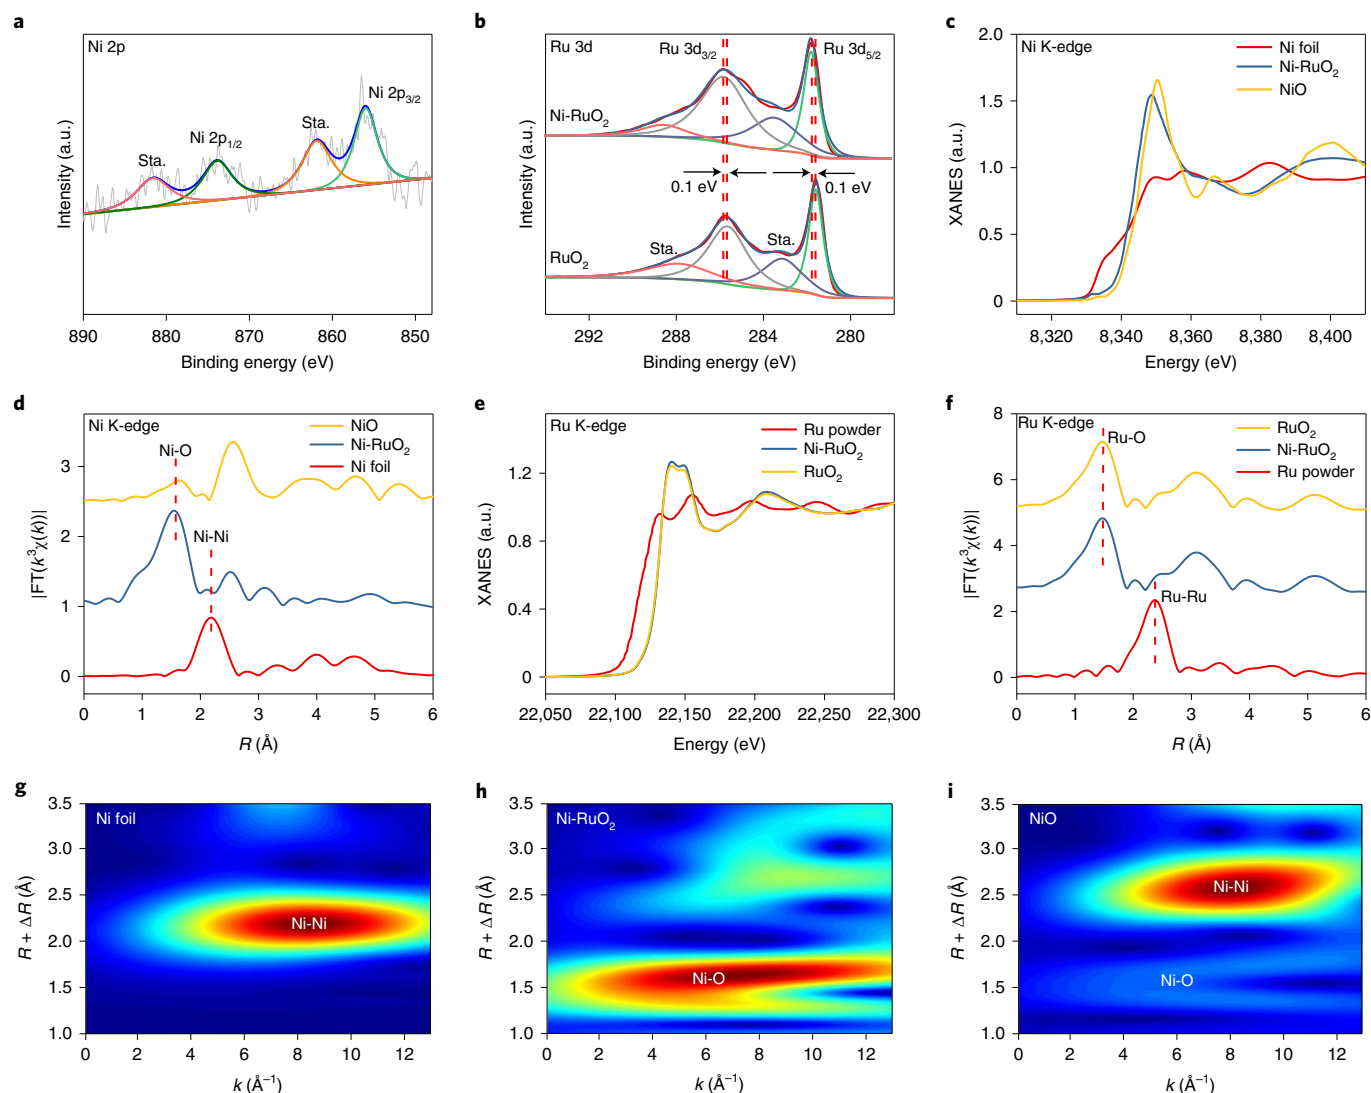 a
Ni 2p
Sta.
Ni 2p1/2
Sta.
Ni 2p3/2
Intensity (a.u.)
890 880 870 860 850
Binding energy (eV)
b
Ru 3d
Ru 3d3/2
Ru 3d5/2
Ni-RuO2
0.1 eV
0.1 eV
Sta.
Sta.
RuO2
Intensity (a.u.)
292 288 284 280
Binding energy (eV)
c
Ni K-edge
Ni foil
Ni-RuO2
NiO
XANES (a.u.)
2.0
1.5
1.0
0.5
0
8,320 8,340 8,360 8,380 8,400
Energy (eV)
d
Ni K-edge
NiO
Ni-RuO2
Ni foil
Ni-O
Ni-Ni
|FT(k³χ(k))|
3
2
1
0
0 1 2 3 4 5 6
R (Å)
e
Ru K-edge
Ru powder
Ni-RuO2
RuO2
XANES (a.u.)
1.2
0.8
0.4
0
22,050 22,100 22,150 22,200 22,250 22,300
Energy (eV)
f
Ru K-edge
RuO2
Ni-RuO2
Ru powder
Ru-O
Ru-Ru
|FT(k³χ(k))|
8
6
4
2
0
0 1 2 3 4 5 6
R (Å)
g
Ni foil
Ni-Ni
R + ΔR (Å)
3.5
3.0
2.5
2.0
1.5
1.0
0 2 4 6 8 10 12
k (Å⁻¹)
h
Ni-RuO2
Ni-O
R + ΔR (Å)
3.5
3.0
2.5
2.0
1.5
1.0
0 2 4 6 8 10 12
k (Å⁻¹)
i
NiO
Ni-Ni
Ni-O
R + ΔR (Å)
3.5
3.0
2.5
2.0
1.5
1.0
0 2 4 6 8 10 12
k (Å⁻¹)